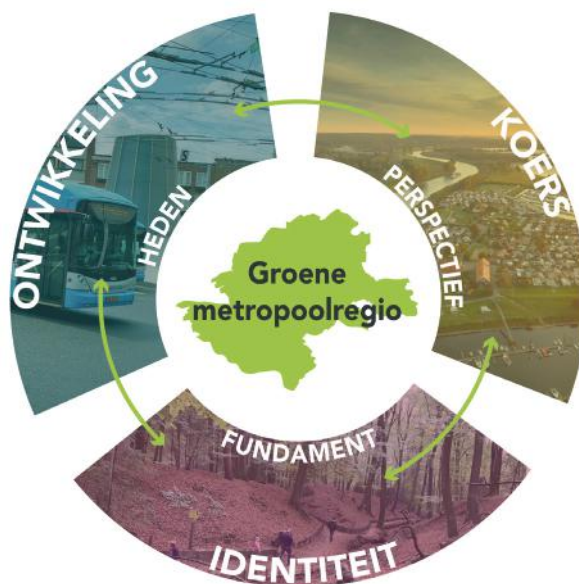 ONTWIKKELING
HEDEN
KOERS
PERSPECTIEF
Groene
metropoolregio
FUNDAMENT
IDENTITEIT